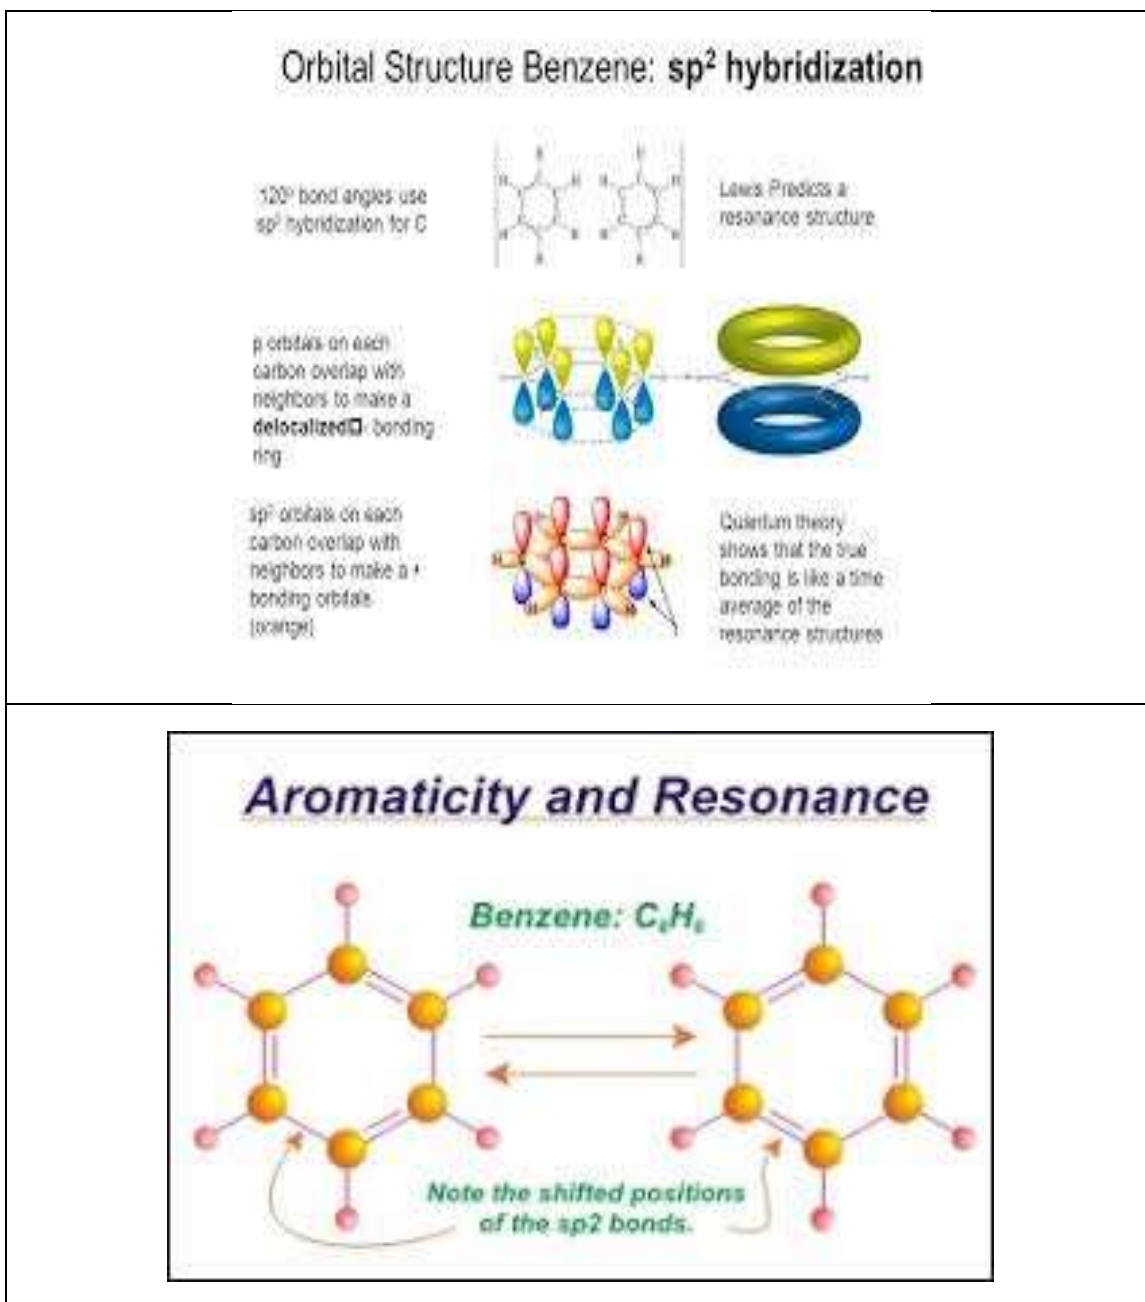 Orbital Structure Benzene: sp² hybridization
120º bond angles use
sp² hybridization for C
Lewis Predicts a
resonance structure
p orbitals on each
carbon overlap with
neighbors to make a
delocalized□- bonding
ring
sp² orbitals on each
carbon overlap with
neighbors to make a
bonding orbitals
(orange)
Quantum theory
shows that the true
bonding is like a time
average of the
resonance structures
Aromaticity and Resonance
Benzene: C₆H₆
Note the shifted positions
of the sp2 bonds.